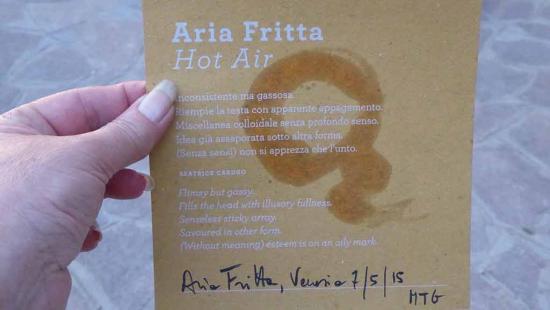 Aria Fritta
Hot Air
Inconsistente ma gassosa.
Riempie la testa con apparente appagamento.
Miscellanea colloidale senza profondo senso.
Idea già assaporata sotto altra forma.
(Senza sensi) non si apprezza che l'unto.
BEATRICE CARUSO
Flimsy but gassy.
Fills the head with illusory fullness.
Senseless sticky array.
Savoured in other form.
(Without meaning) esteem is on an oily mark.
Aria Fritta, Venezia 7/5/15
MTG